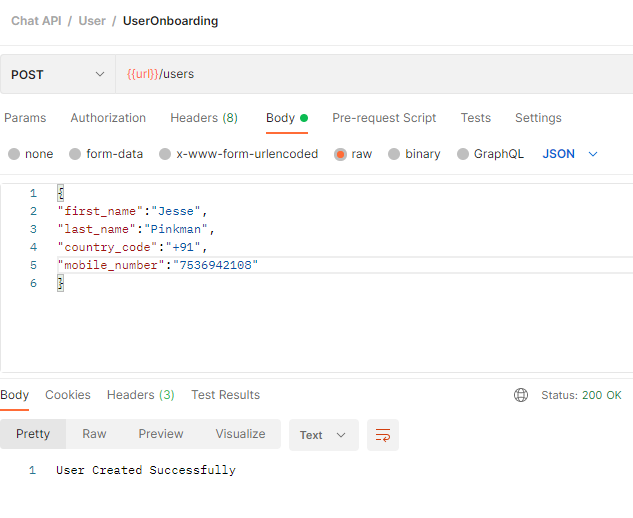 Chat API / User / UserOnboarding
POST {{url}}/users
Params Authorization Headers (8) Body Pre-request Script Tests Settings
none form-data x-www-form-urlencoded raw binary GraphQL JSON
1 {
2 "first_name":"Jesse",
3 "last_name":"Pinkman",
4 "country_code":"+91",
5 "mobile_number":"7536942108"
6 }
Body Cookies Headers (3) Test Results Status: 200 OK
Pretty Raw Preview Visualize Text
1 User Created Successfully